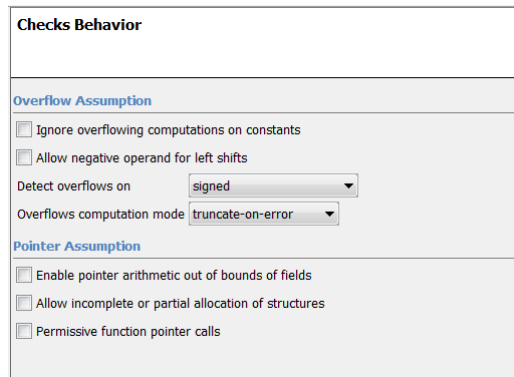 Checks Behavior
Overflow Assumption
Ignore overflowing computations on constants
Allow negative operand for left shifts
Detect overflows on signed
Overflows computation mode truncate-on-error
Pointer Assumption
Enable pointer arithmetic out of bounds of fields
Allow incomplete or partial allocation of structures
Permissive function pointer calls